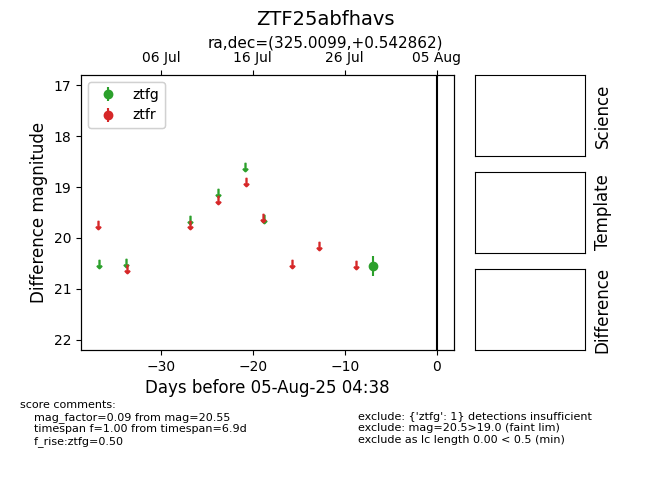 ZTF25abfhavs
ra,dec=(325.0099,+0.542862)
06 Jul
16 Jul
26 Jul
05 Aug
ztfg
ztfr
17
18
19
20
21
22
Difference magnitude
−30
−20
−10
0
Days before 05-Aug-25 04:38
Science
Template
Difference
score comments:
mag_factor=0.09 from mag=20.55
timespan f=1.00 from timespan=6.9d
f_rise:ztfg=0.50
exclude: {'ztfg': 1} detections insufficient
exclude: mag=20.5>19.0 (faint lim)
exclude as lc length 0.00 < 0.5 (min)